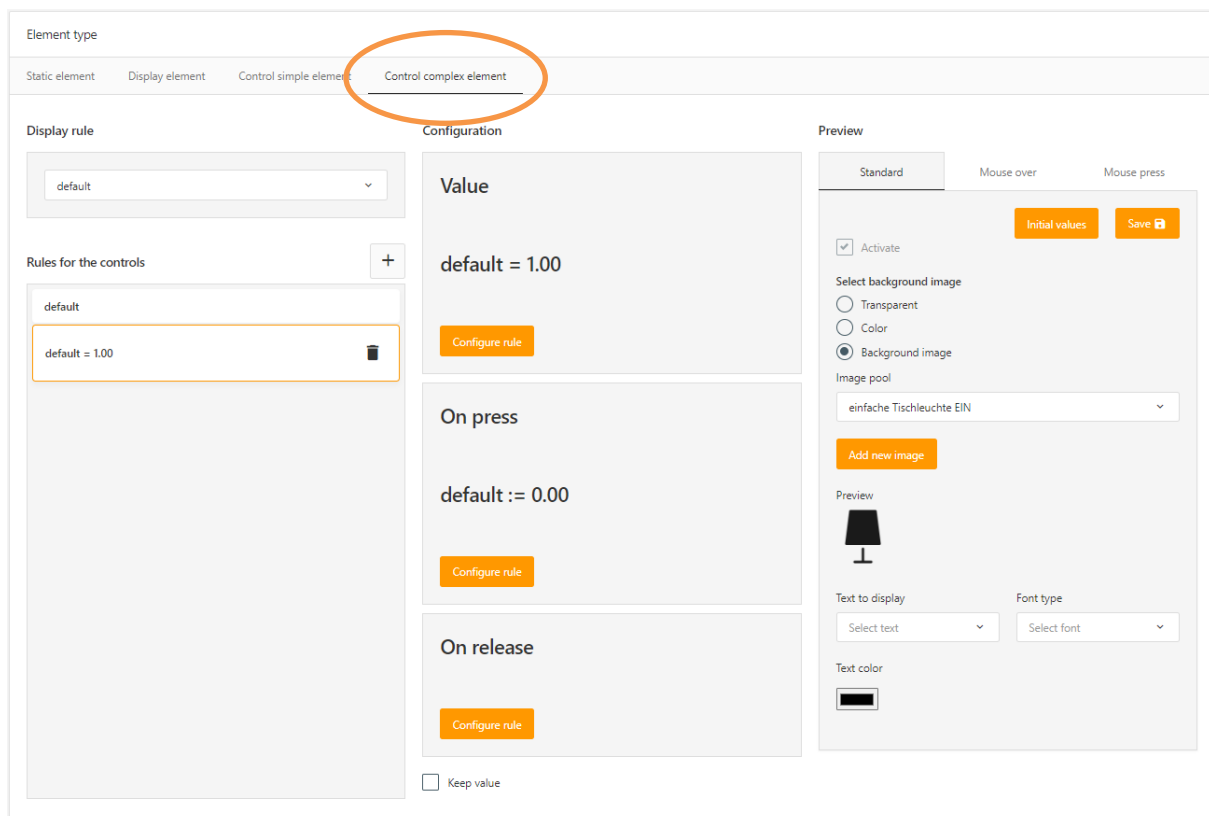 Element type
Static element
Display element
Control simple element
Control complex element
Display rule
default
Rules for the controls
+
default
default = 1.00
Configuration
Value
default = 1.00
Configure rule
On press
default := 0.00
Configure rule
On release
Configure rule
Keep value
Preview
Standard
Mouse over
Mouse press
Initial values
Save
Activate
Select background image
Transparent
Color
Background image
Image pool
einfache Tischleuchte EIN
Add new image
Preview
Text to display
Font type
Select text
Select font
Text color